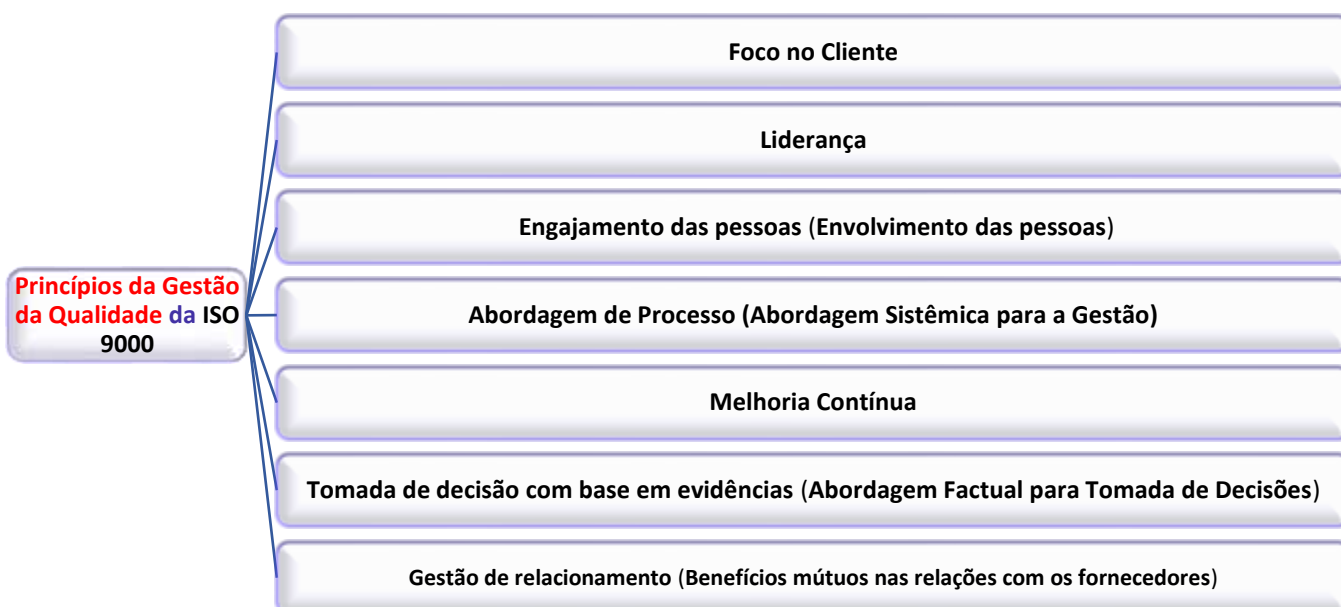 Foco no Cliente
Liderança
Engajamento das pessoas (Envolvimento das pessoas)
Princípios da Gestão
da Qualidade da ISO
9000
Abordagem de Processo (Abordagem Sistêmica para a Gestão)
Melhoria Contínua
Tomada de decisão com base em evidências (Abordagem Factual para Tomada de Decisões)
Gestão de relacionamento (Benefícios mútuos nas relações com os fornecedores)